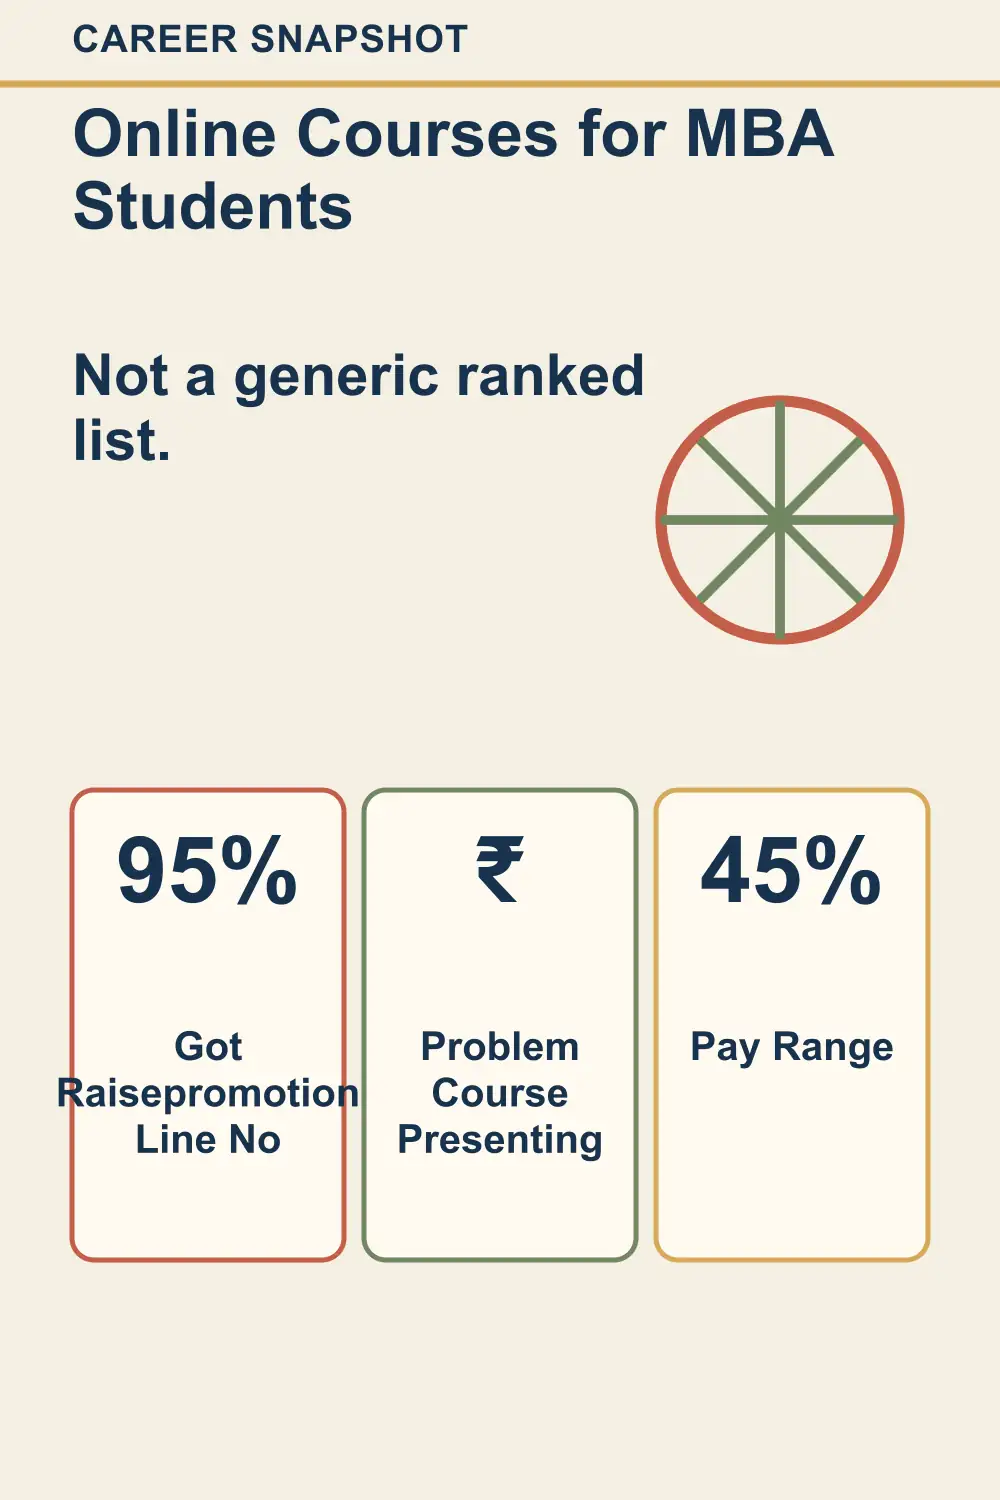 CAREER SNAPSHOT
Online Courses for MBA
Students
Not a generic ranked
list.
95%
Got
Raisepromotion
Line No
₹
Problem
Course
Presenting
45%
Pay Range